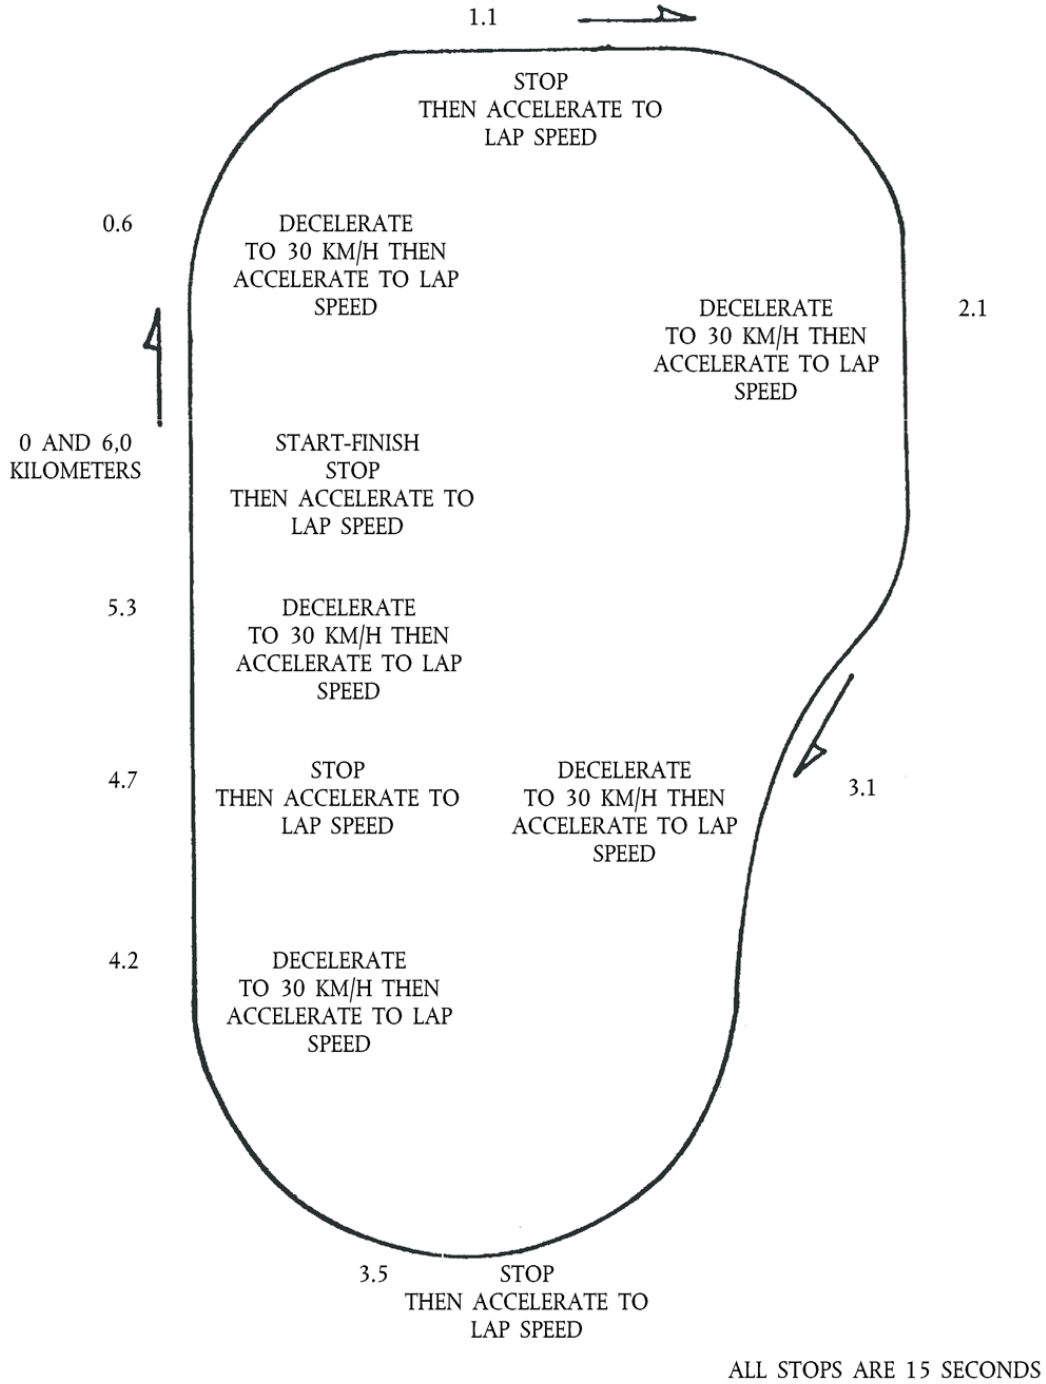 1.1
STOP
THEN ACCELERATE TO
LAP SPEED
0.6
DECELERATE
TO 30 KM/H THEN
ACCELERATE TO LAP
SPEED
DECELERATE
TO 30 KM/H THEN
ACCELERATE TO LAP
SPEED
2.1
0 AND 6,0
KILOMETERS
START-FINISH
STOP
THEN ACCELERATE TO
LAP SPEED
5.3
DECELERATE
TO 30 KM/H THEN
ACCELERATE TO LAP
SPEED
4.7
STOP
THEN ACCELERATE TO
LAP SPEED
DECELERATE
TO 30 KM/H THEN
ACCELERATE TO LAP
SPEED
3.1
4.2
DECELERATE
TO 30 KM/H THEN
ACCELERATE TO LAP
SPEED
3.5
STOP
THEN ACCELERATE TO
LAP SPEED
ALL STOPS ARE 15 SECONDS